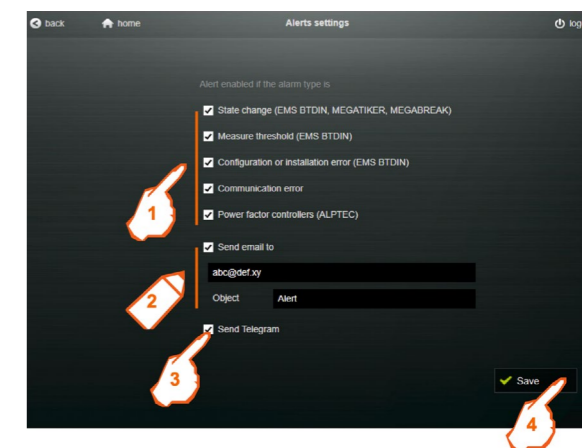 back home Alerts settings log
Alert enabled if the alarm type is
State change (EMS BTDIN, MEGATIKER, MEGABREAK)
Measure threshold (EMS BTDIN)
Configuration or installation error (EMS BTDIN)
Communication error
1
Power factor controllers (ALPTEC)
Send email to
abc@def.xy
2
Object Alert
Send Telegram
3
Save
4